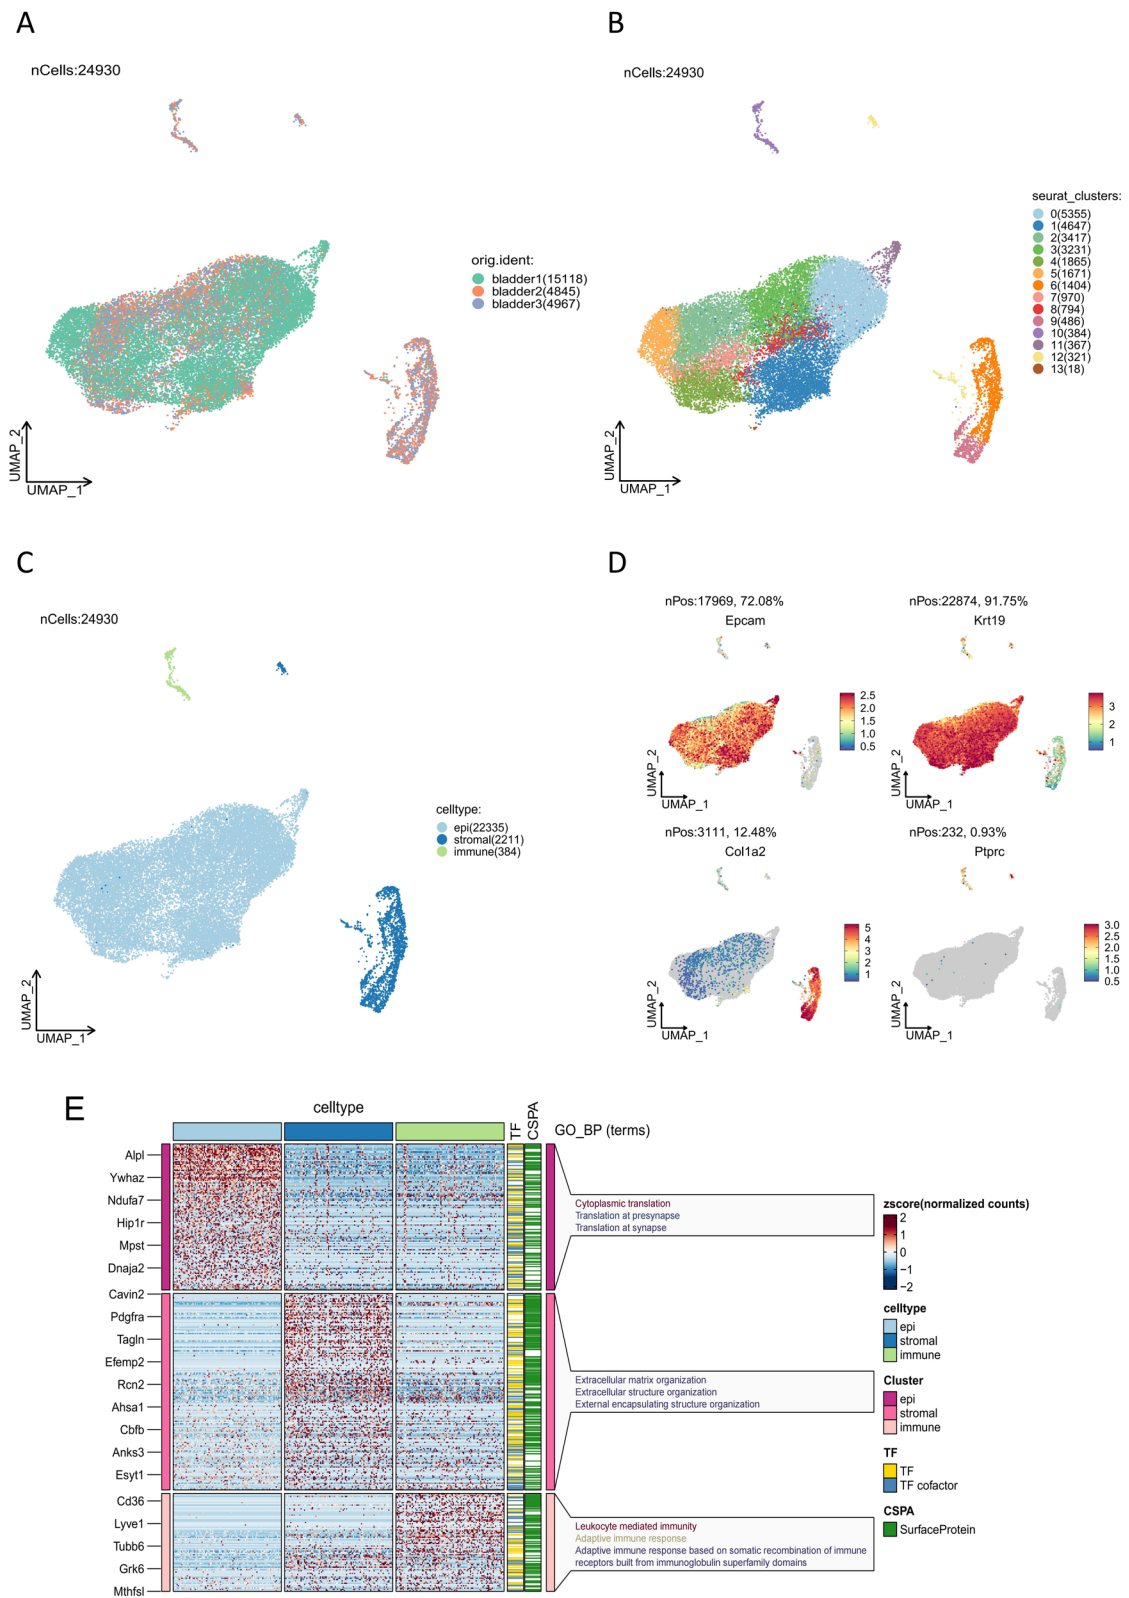 A
nCells:24930
orig.ident:
bladder1(15118)
bladder2(4845)
bladder3(4967)
UMAP_2
UMAP_1
B
nCells:24930
seurat_clusters:
0(5355)
1(4647)
2(3417)
3(3231)
4(1865)
5(1671)
6(1404)
7(970)
8(794)
9(486)
10(384)
11(367)
12(321)
13(18)
UMAP_2
UMAP_1
C
nCells:24930
celltype:
epi(22335)
stromal(2211)
immune(384)
UMAP_2
UMAP_1
D
nPos:17969, 72.08%
Epcam
2.5
2.0
1.5
1.0
0.5
UMAP_2
UMAP_1
nPos:22874, 91.75%
Krt19
3
2
1
UMAP_2
UMAP_1
nPos:3111, 12.48%
Col1a2
5
4
3
2
1
UMAP_2
UMAP_1
nPos:232, 0.93%
Ptprc
3.0
2.5
2.0
1.5
1.0
0.5
UMAP_2
UMAP_1
E
celltype
TF
CSPA
GO_BP (terms)
Alpl
Ywhaz
Ndufa7
Hip1r
Mpst
Dnaja2
Cavin2
Pdgfra
Tagln
Efemp2
Rcn2
Ahsa1
Cbfb
Anks3
Esyt1
Cd36
Lyve1
Tubb6
Grk6
Mthfsl
Cytoplasmic translation
Translation at presynapse
Translation at synapse
Extracellular matrix organization
Extracellular structure organization
External encapsulating structure organization
Leukocyte mediated immunity
Adaptive immune response
Adaptive immune response based on somatic recombination of immune
receptors built from immunoglobulin superfamily domains
zscore(normalized counts)
2
1
0
−1
−2
celltype
epi
stromal
immune
Cluster
epi
stromal
immune
TF
TF
TF cofactor
CSPA
SurfaceProtein